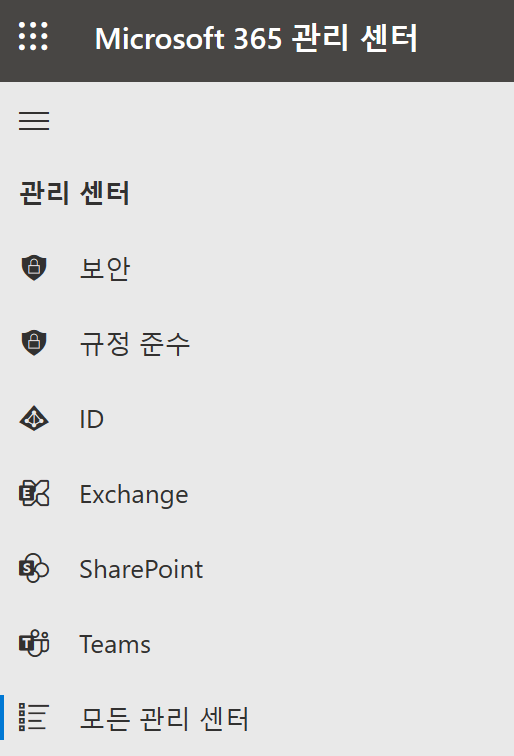 Microsoft 365 관리 센터
관리 센터
보안
규정 준수
ID
Exchange
SharePoint
Teams
모든 관리 센터